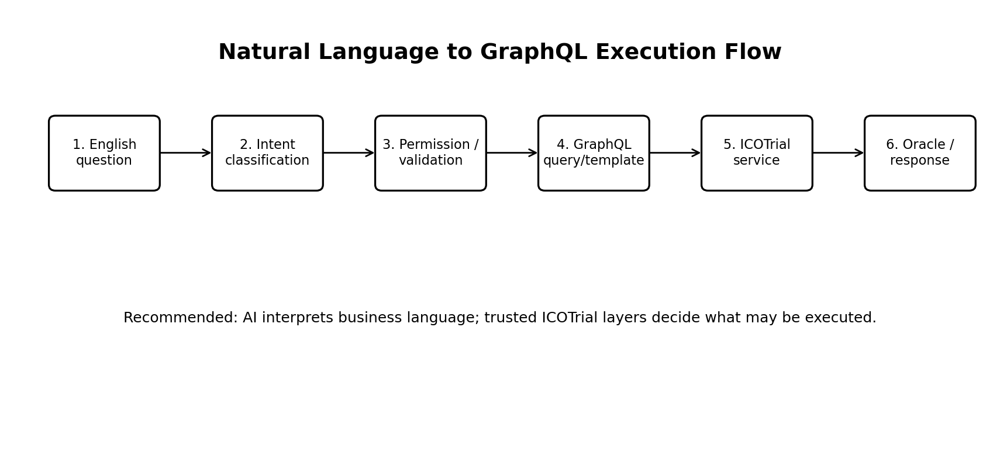 Natural Language to GraphQL Execution Flow
1. English
question
2. Intent
classification
3. Permission /
validation
4. GraphQL
query/template
5. ICOTrial
service
6. Oracle /
response
Recommended: AI interprets business language; trusted ICOTrial layers decide what may be executed.